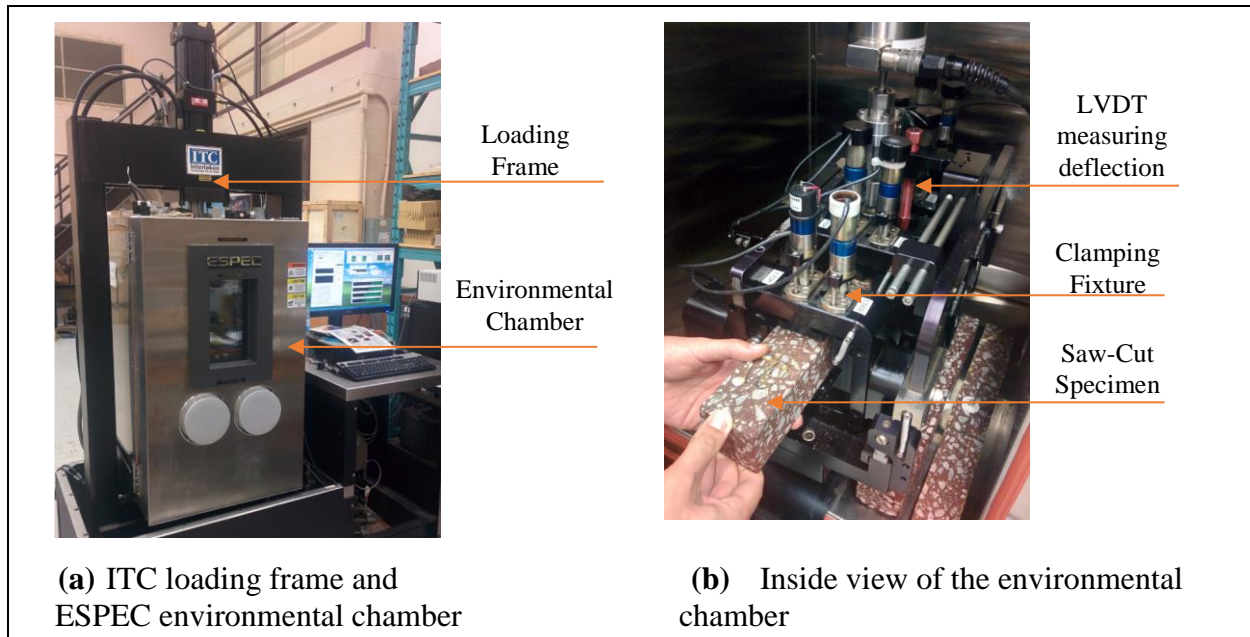 Loading
Frame
Environmental
Chamber
LVDT
measuring
deflection
Clamping
Fixture
Saw-Cut
Specimen
ITC
Interlaken
ESPEC
(a) ITC loading frame and
ESPEC environmental chamber
(b) Inside view of the environmental
chamber